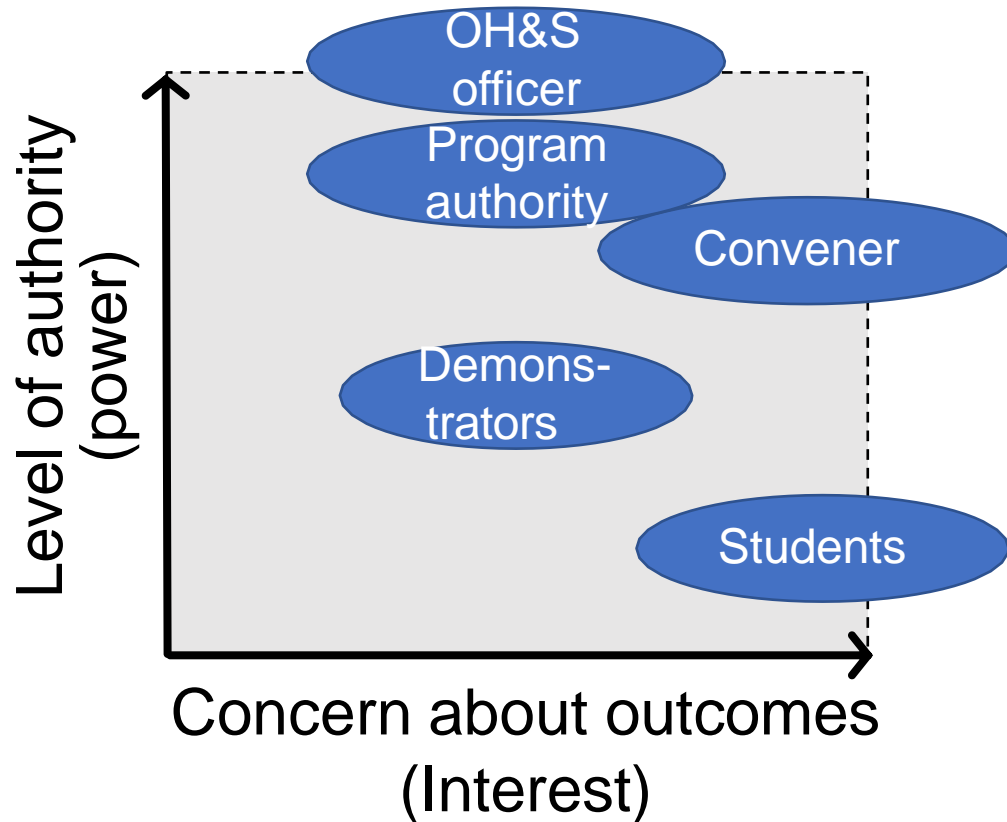 OH&S
officer
Program
authority
Convener
Demons-
trators
Students
Level of authority
(power)
Concern about outcomes
(Interest)